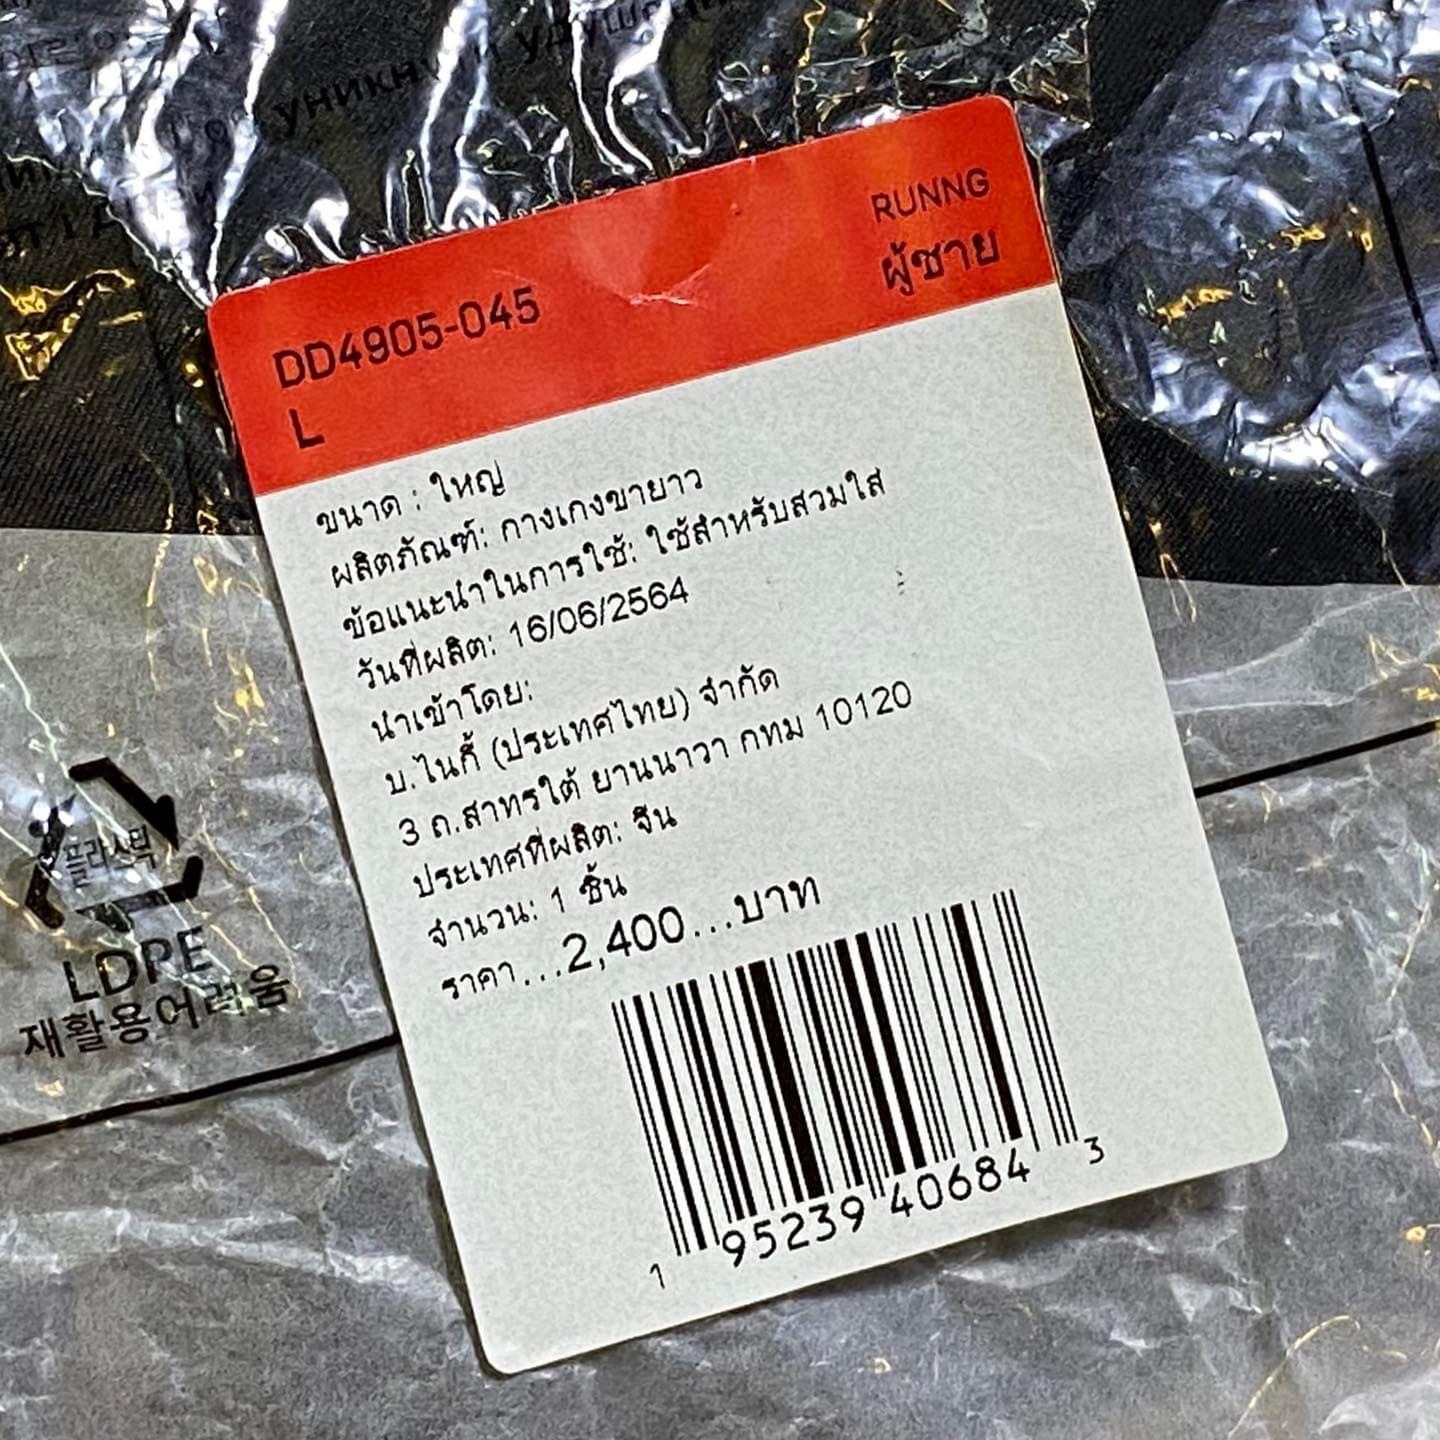 уникн
удуш
DD4905-045
RUNNG
L
ผู้ชาย
ขนาด : ใหญ่
ผลิตภัณฑ์: กางเกงขายาว
ข้อแนะนำในการใช้: ใช้สำหรับสวมใส่
วันที่ผลิต: 16/06/2564
นำเข้าโดย:
บ.ไนกี้ (ประเทศไทย) จำกัด
3 ถ.สาทรใต้ ยานนาวา กทม 10120
ประเทศที่ผลิต: จีน
จำนวน: 1 ชิ้น
ราคา...2,400...บาท
1 95239 40684 3
플라스틱
LDPE
재활용어려움